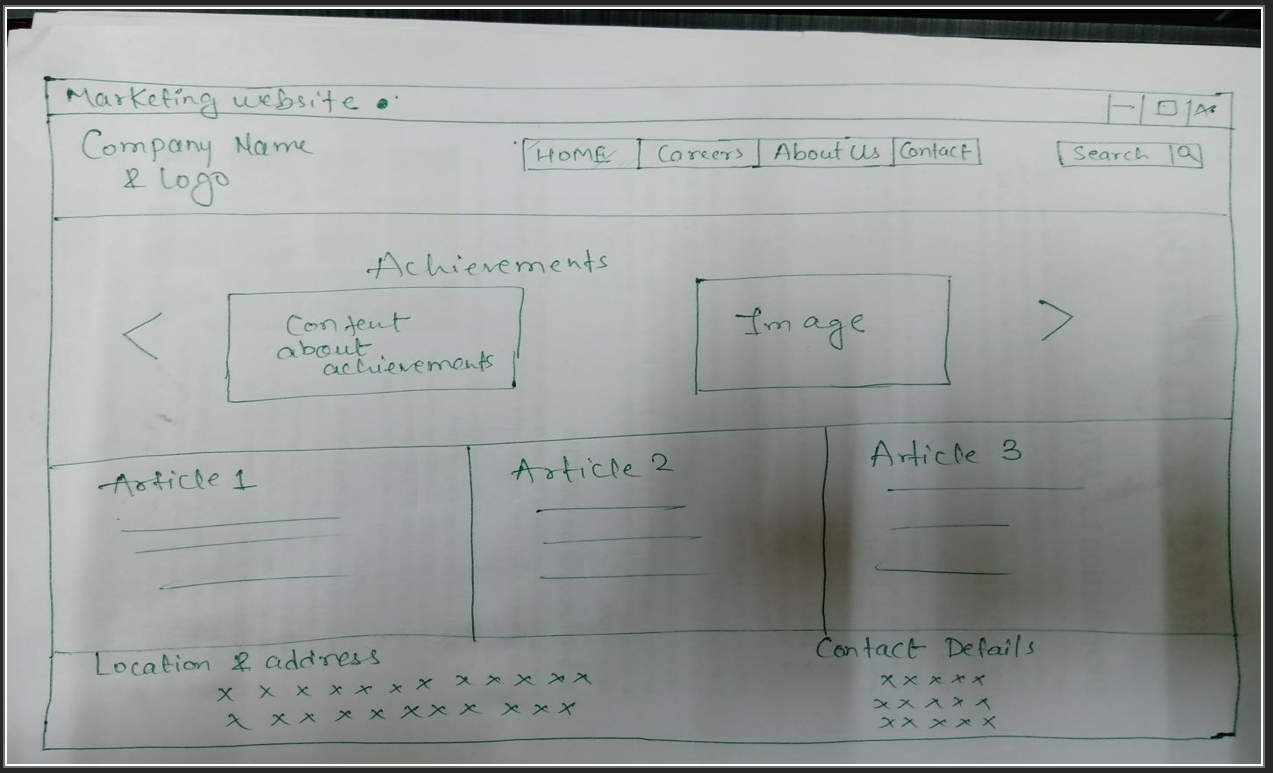 Marketing website
Company Name
& Logo
HOME Careers About Us Contact
Search
Achievements
Content
about
achievements
Image
<
>
Article 1
Article 2
Article 3
Location & address
x x x x x x x x x x x x
x x x x x x x x x x x
Contact Details
x x x x x
x x x x x
x x x x x